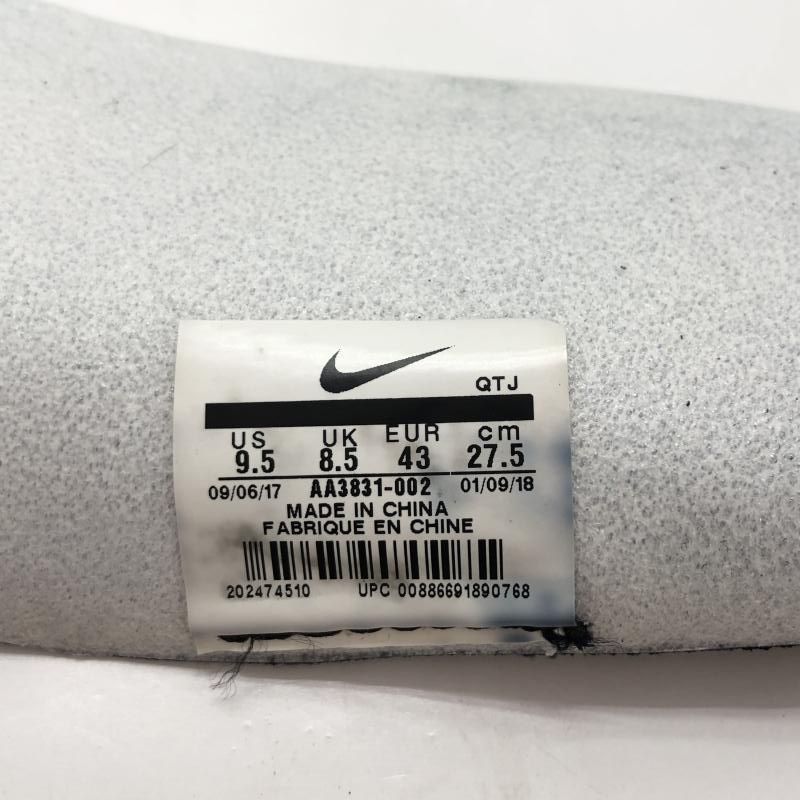 QTJ
US UK EUR cm
9.5 8.5 43 27.5
09/06/17 AA3831-002 01/09/18
MADE IN CHINA
FABRIQUE EN CHINE
202474510 UPC 00886691890768